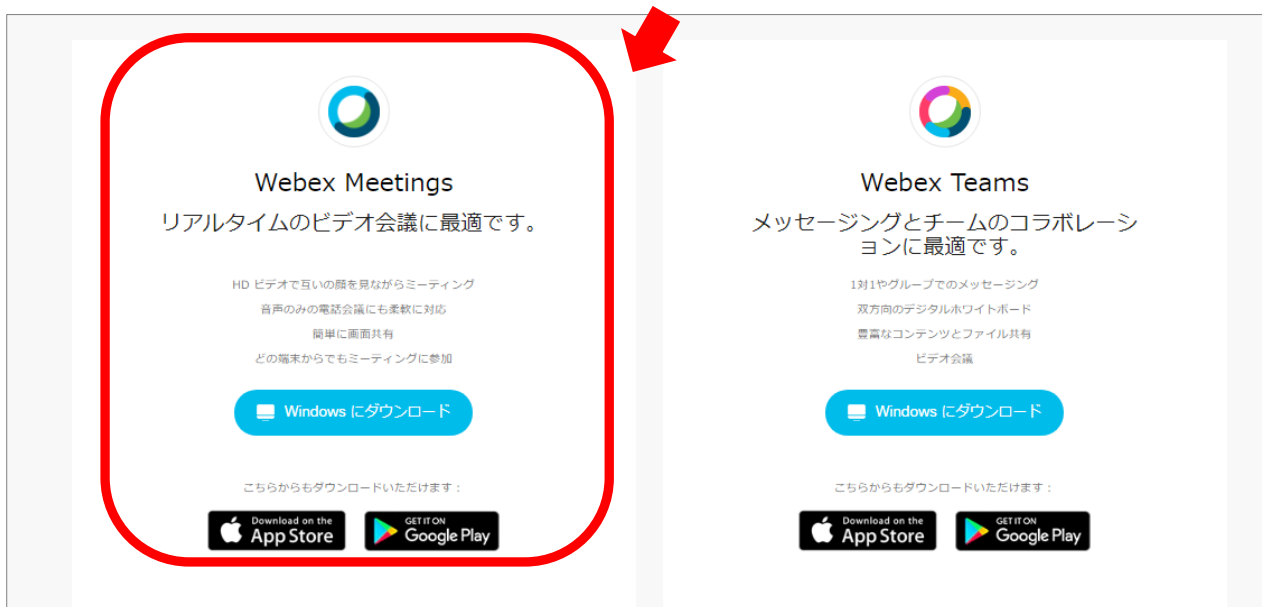 Webex Meetings
リアルタイムのビデオ会議に最適です。
HD ビデオで互いの顔を見ながらミーティング
音声のみの電話会議にも柔軟に対応
簡単に画面共有
どの端末からでもミーティングに参加
Windows にダウンロード
こちらからもダウンロードいただけます：
Download on the
App Store
GET IT ON
Google Play
Webex Teams
メッセージングとチームのコラボレーシ
ョンに最適です。
1対1やグループでのメッセージング
双方向のデジタルホワイトボード
豊富なコンテンツとファイル共有
ビデオ会議
Windows にダウンロード
こちらからもダウンロードいただけます：
Download on the
App Store
GET IT ON
Google Play